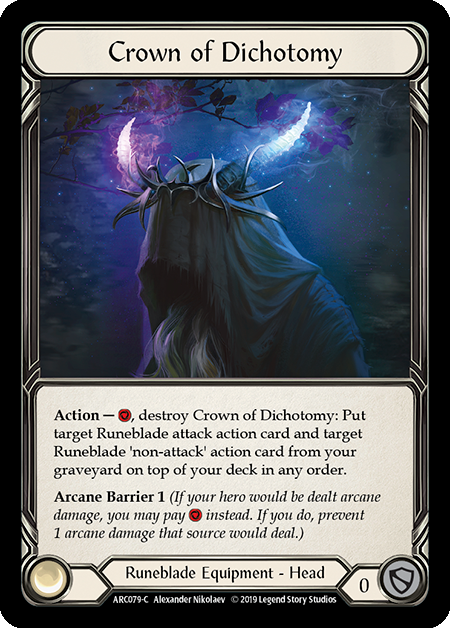 Crown of Dichotomy
Action — , destroy Crown of Dichotomy: Put
target Runeblade attack action card and target
Runeblade 'non-attack' action card from your
graveyard on top of your deck in any order.
Arcane Barrier 1 (If your hero would be dealt arcane
damage, you may pay instead. If you do, prevent
1 arcane damage that source would deal.)
Runeblade Equipment - Head
0
ARC079-C Alexander Nikolaev © 2019 Legend Story Studios